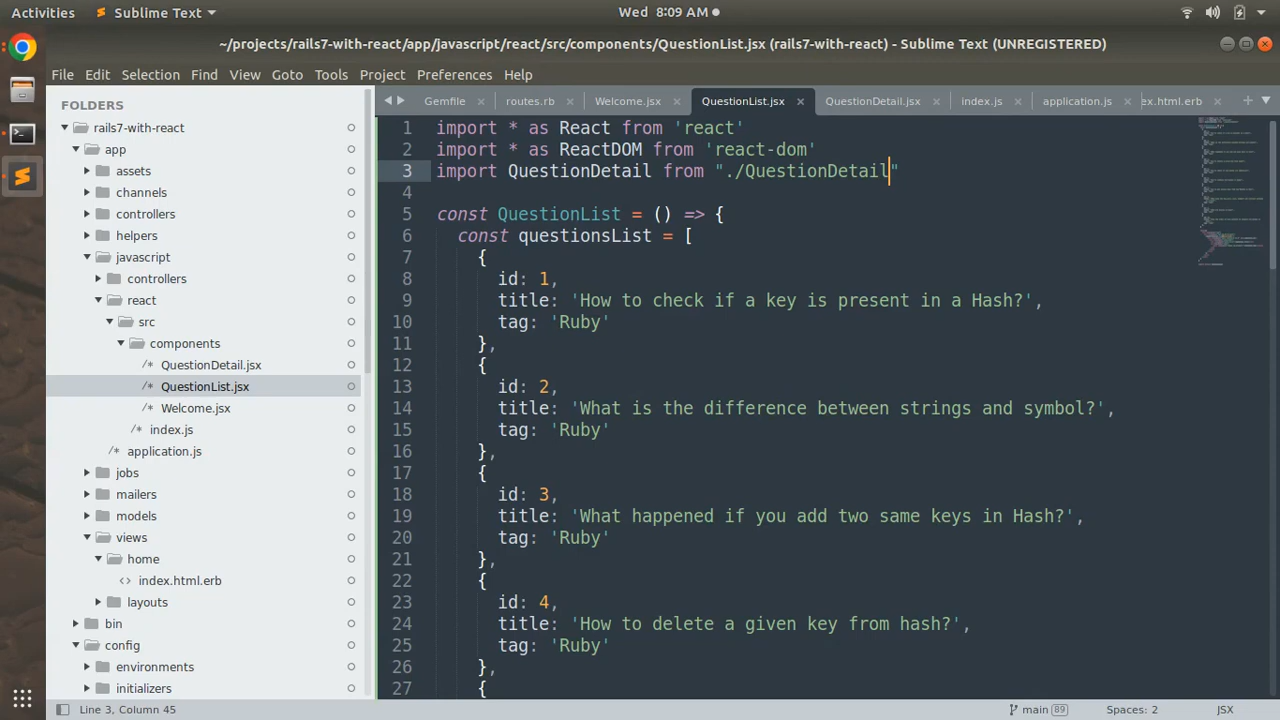 Activities
Sublime Text
Wed 8:09 AM
~/projects/rails7-with-react/app/javascript/react/src/components/QuestionList.jsx (rails7-with-react) - Sublime Text (UNREGISTERED)
File Edit Selection Find View Goto Tools Project Preferences Help
FOLDERS
rails7-with-react
app
assets
channels
controllers
helpers
javascript
controllers
react
src
components
/* QuestionDetail.jsx
/* QuestionList.jsx
/* Welcome.jsx
/* index.js
/* application.js
jobs
mailers
models
views
home
<> index.html.erb
layouts
bin
config
environments
initializers
Gemfile × routes.rb × Welcome.jsx × QuestionList.jsx × QuestionDetail.jsx × index.js × application.js × ex.html.erb ×
1 import * as React from 'react'
2 import * as ReactDOM from 'react-dom'
3 import QuestionDetail from "./QuestionDetail"
4
5 const QuestionList = () => {
6 const questionsList = [
7 {
8 id: 1,
9 title: 'How to check if a key is present in a Hash?',
10 tag: 'Ruby'
11 },
12 {
13 id: 2,
14 title: 'What is the difference between strings and symbol?',
15 tag: 'Ruby'
16 },
17 {
18 id: 3,
19 title: 'What happened if you add two same keys in Hash?',
20 tag: 'Ruby'
21 },
22 {
23 id: 4,
24 title: 'How to delete a given key from hash?',
25 tag: 'Ruby'
26 },
27 {
Line 3, Column 45
main 89
Spaces: 2
JSX